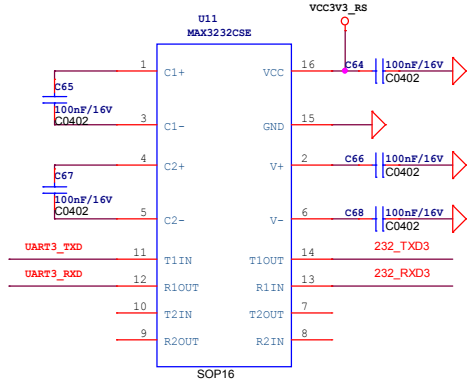 VCC3V3_RS
U11
MAX3232CSE
1 C1+ VCC 16 C64 100nF/16V
C0402
C65
100nF/16V
C0402
3 C1- GND 15
4 C2+ V+ 2 C66 100nF/16V
C0402
C67
100nF/16V
C0402
5 C2- V- 6 C68 100nF/16V
C0402
UART3_TXD 11 T1IN T1OUT 14 232_TXD3
UART3_RXD 12 R1OUT R1IN 13 232_RXD3
10 T2IN T2OUT 7
9 R2OUT R2IN 8
SOP16